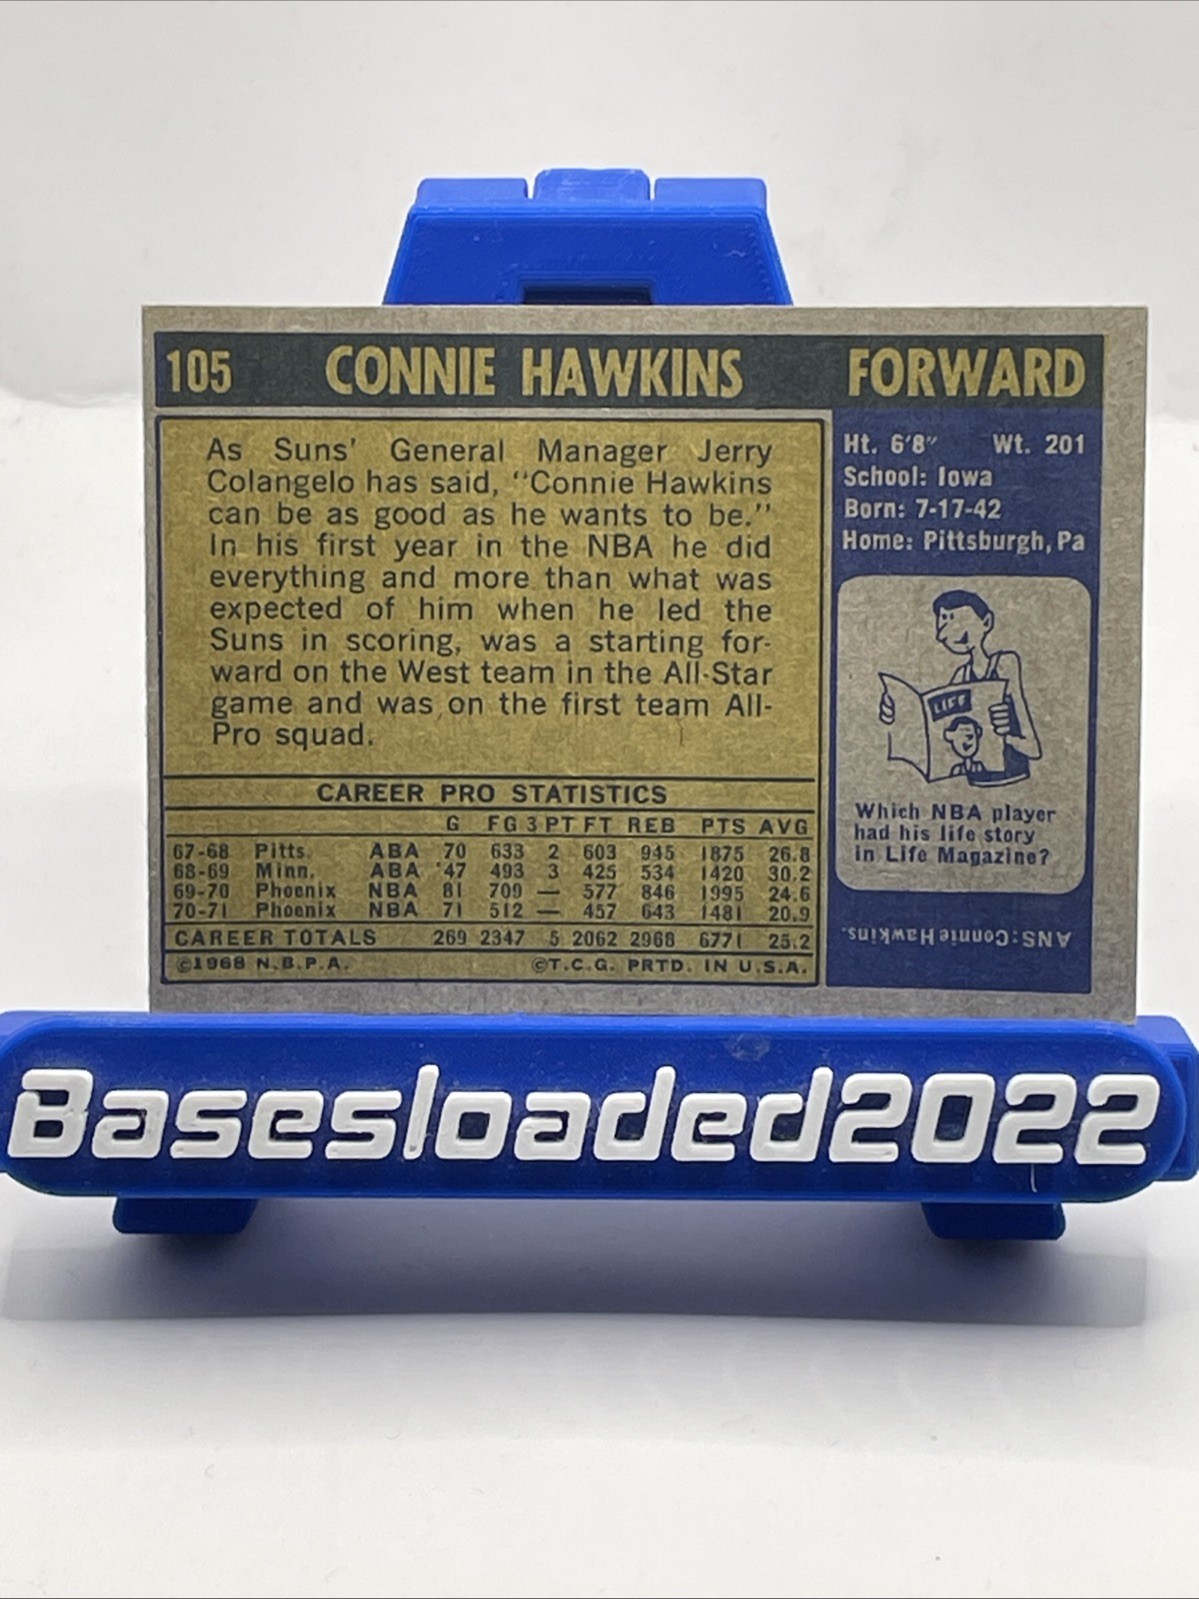 105 CONNIE HAWKINS FORWARD
As Suns' General Manager Jerry
Colangelo has said, "Connie Hawkins
can be as good as he wants to be."
In his first year in the NBA he did
everything and more than what was
expected of him when he led the
Suns in scoring, was a starting for-
ward on the West team in the All-Star
game and was on the first team All-
Pro squad.
CAREER PRO STATISTICS
G FG 3 PT FT REB PTS AVG
67-68 Pitts. ABA 70 633 2 603 945 1875 26.8
68-69 Minn. ABA 47 493 3 425 534 1420 30.2
69-70 Phoenix NBA 81 709 — 577 846 1995 24.6
70-71 Phoenix NBA 71 512 — 457 643 1481 20.9
CAREER TOTALS 269 2347 5 2062 2968 6771 25.2
©1968 N.B.P.A. ©T.C.G. PRTD. IN U.S.A.
Ht. 6'8" Wt. 201
School: Iowa
Born: 7-17-42
Home: Pittsburgh, Pa
LIFE
Which NBA player
had his life story
in Life Magazine?
ANS: Connie Hawkins.
Basesloaded2022